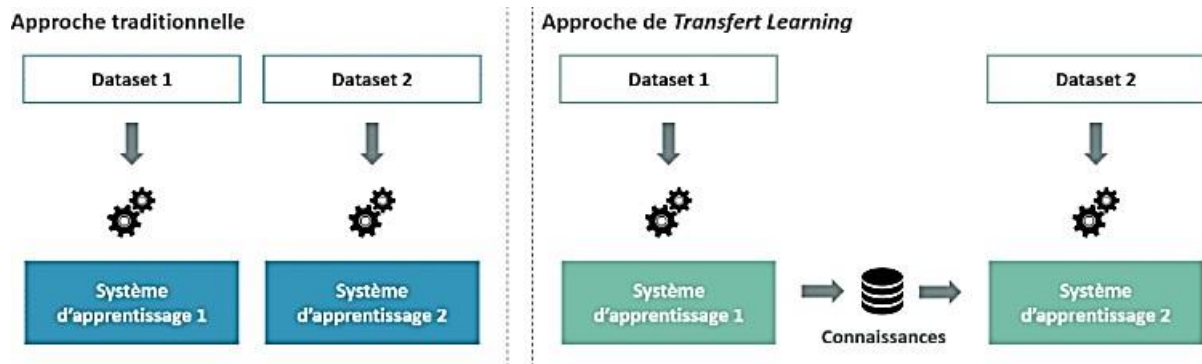 Approche traditionnelle
Dataset 1
Dataset 2
Système
d'apprentissage 1
Système
d'apprentissage 2
Approche de Transfert Learning
Dataset 1
Dataset 2
Système
d'apprentissage 1
Connaissances
Système
d'apprentissage 2